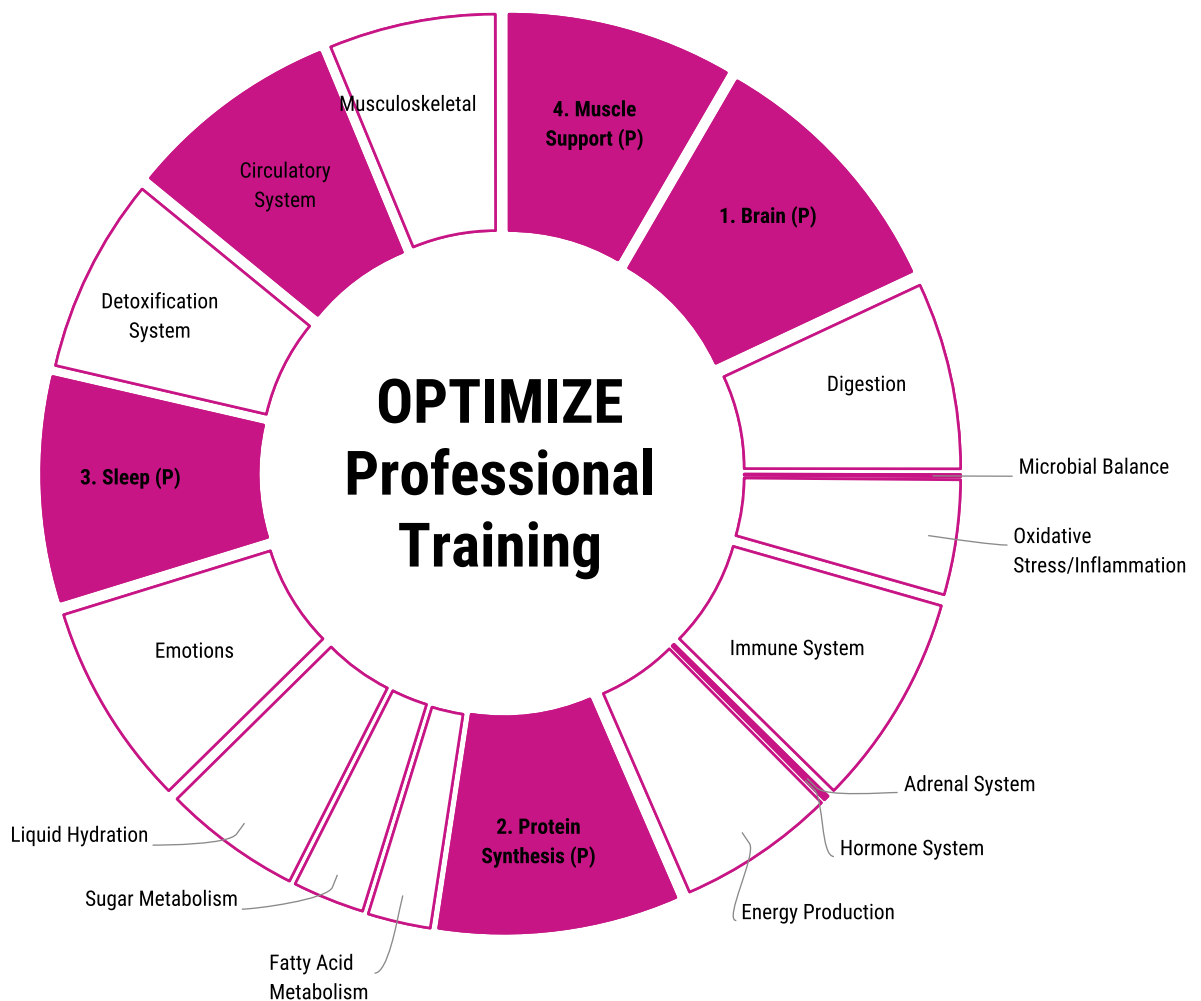 OPTIMIZE
Professional
Training
4. Muscle
Support (P)
1. Brain (P)
Digestion
Microbial Balance
Oxidative
Stress/Inflammation
Immune System
Adrenal System
Hormone System
Energy Production
2. Protein
Synthesis (P)
Fatty Acid
Metabolism
Sugar Metabolism
Liquid Hydration
Emotions
3. Sleep (P)
Detoxification
System
Circulatory
System
Musculoskeletal